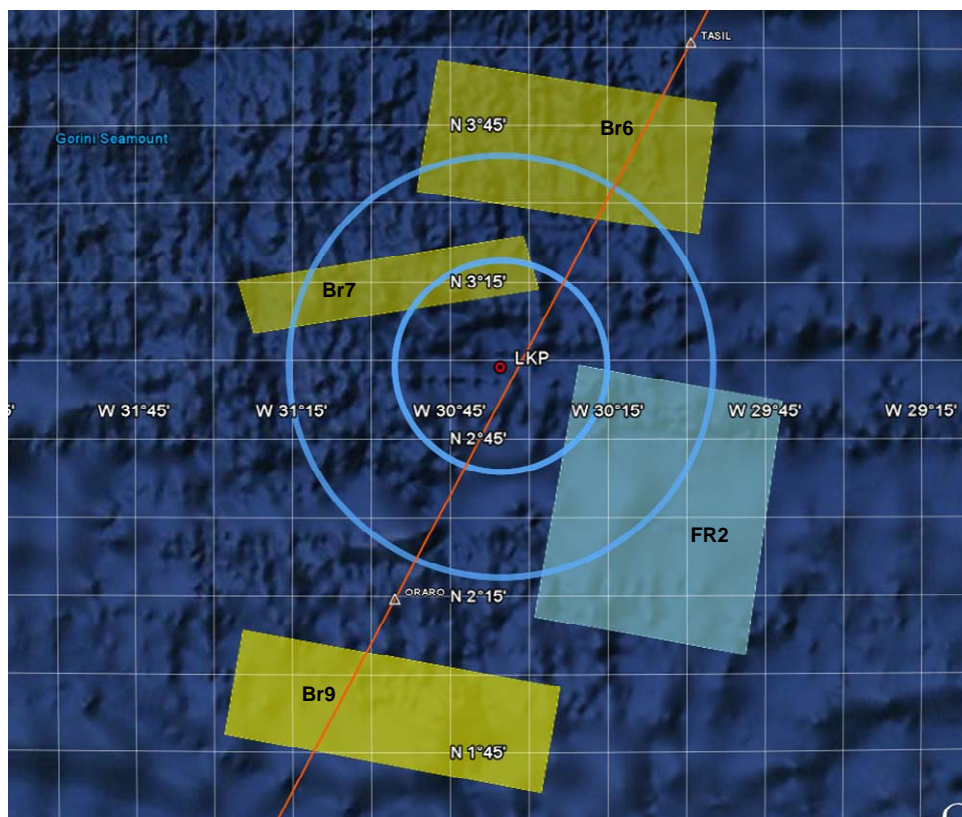 TASIL
N 3°45'
Br6
Gorini Seamount
N 3°15'
Br7
LKP
W 31°45'
W 31°15'
W 30°45'
W 30°15'
W 29°45'
W 29°15'
N 2°45'
FR2
ORARO
N 2°15'
Br9
N 1°45'